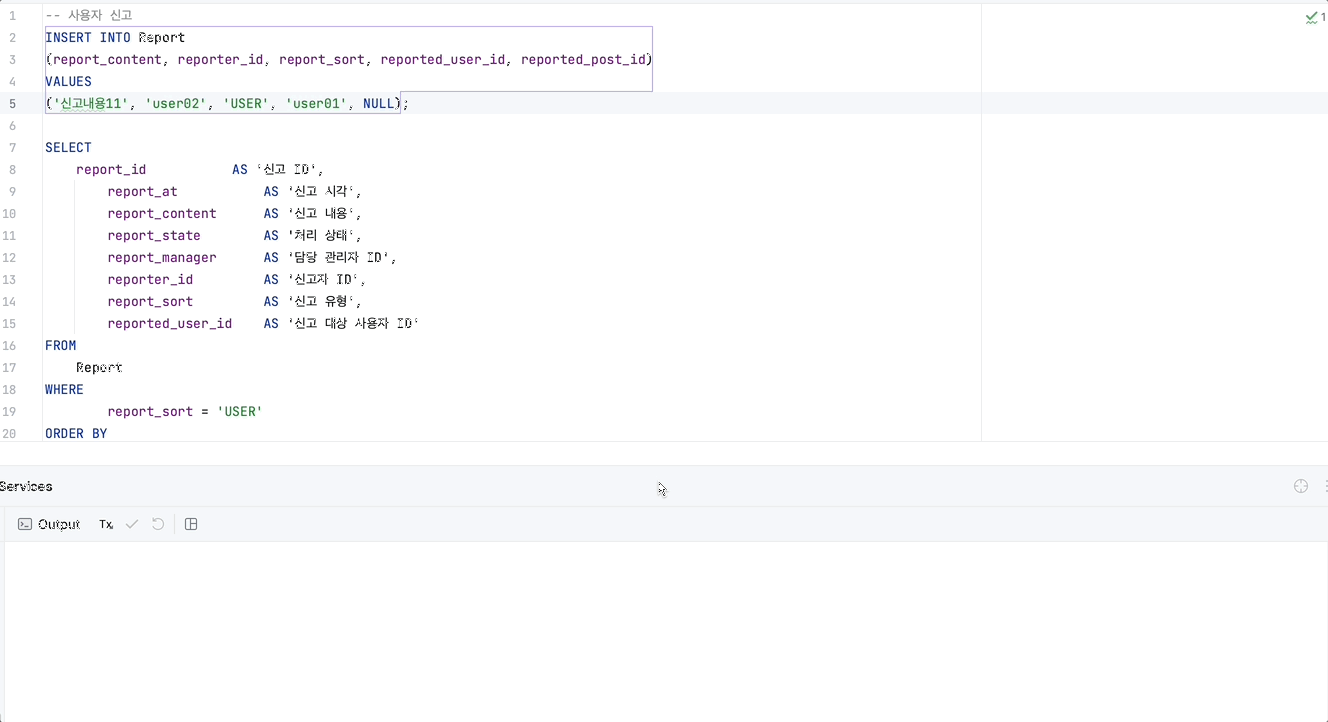 1 -- 사용자 신고
2 INSERT INTO Report
3 (report_content, reporter_id, report_sort, reported_user_id, reported_post_id)
4 VALUES
5 ('신고내용11', 'user02', 'USER', 'user01', NULL);
6
7 SELECT
8 report_id AS '신고 ID',
9 report_at AS '신고 시각',
10 report_content AS '신고 내용',
11 report_state AS '처리 상태',
12 report_manager AS '담당 관리자 ID',
13 reporter_id AS '신고자 ID',
14 report_sort AS '신고 유형',
15 reported_user_id AS '신고 대상 사용자 ID'
16 FROM
17 Report
18 WHERE
19 report_sort = 'USER'
20 ORDER BY
1
Services
Output Tx